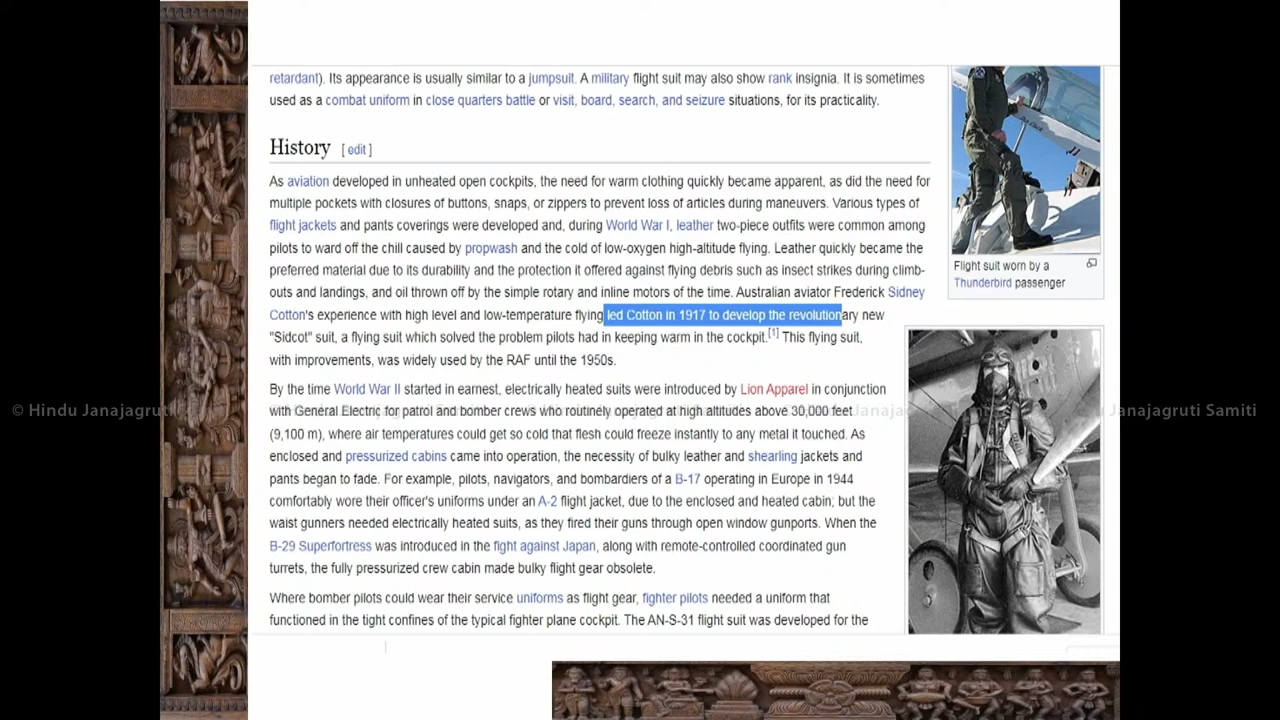 retardant). Its appearance is usually similar to a jumpsuit. A military flight suit may also show rank insignia. It is sometimes
used as a combat uniform in close quarters battle or visit, board, search, and seizure situations, for its practicality.
History [ edit ]
As aviation developed in unheated open cockpits, the need for warm clothing quickly became apparent, as did the need for
multiple pockets with closures of buttons, snaps, or zippers to prevent loss of articles during maneuvers. Various types of
flight jackets and pants coverings were developed and, during World War I, leather two-piece outfits were common among
pilots to ward off the chill caused by propwash and the cold of low-oxygen high-altitude flying. Leather quickly became the
preferred material due to its durability and the protection it offered against flying debris such as insect strikes during climb-
outs and landings, and oil thrown off by the simple rotary and inline motors of the time. Australian aviator Frederick Sidney
Cotton's experience with high level and low-temperature flying led Cotton in 1917 to develop the revolutionary new
"Sidcot" suit, a flying suit which solved the problem pilots had in keeping warm in the cockpit.[1] This flying suit,
with improvements, was widely used by the RAF until the 1950s.
By the time World War II started in earnest, electrically heated suits were introduced by Lion Apparel in conjunction
with General Electric for patrol and bomber crews who routinely operated at high altitudes above 30,000 feet
(9,100 m), where air temperatures could get so cold that flesh could freeze instantly to any metal it touched. As
enclosed and pressurized cabins came into operation, the necessity of bulky leather and shearling jackets and
pants began to fade. For example, pilots, navigators, and bombardiers of a B-17 operating in Europe in 1944
comfortably wore their officer's uniforms under an A-2 flight jacket, due to the enclosed and heated cabin; but the
waist gunners needed electrically heated suits, as they fired their guns through open window gunports. When the
B-29 Superfortress was introduced in the fight against Japan, along with remote-controlled coordinated gun
turrets, the fully pressurized crew cabin made bulky flight gear obsolete.
Where bomber pilots could wear their service uniforms as flight gear, fighter pilots needed a uniform that
functioned in the tight confines of the typical fighter plane cockpit. The AN-S-31 flight suit was developed for the
Flight suit worn by a
Thunderbird passenger
© Hindu Janajagruti
Janajagruti Samiti